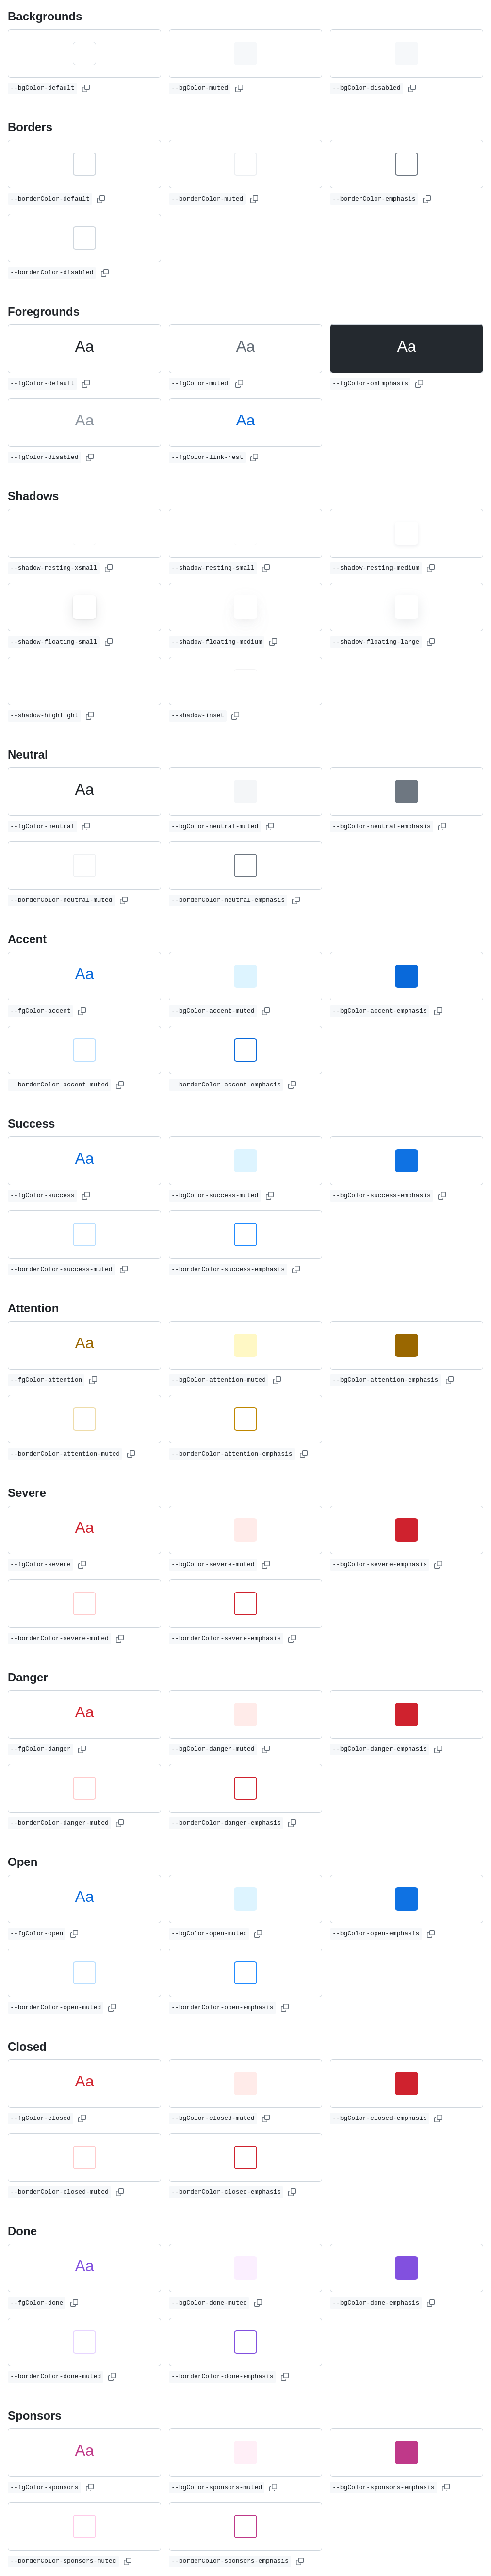 Backgrounds
--bgColor-default --bgColor-muted --bgColor-disabled
Borders
--borderColor-default --borderColor-muted --borderColor-emphasis
--borderColor-disabled
Foregrounds
Aa Aa Aa
--fgColor-default --fgColor-muted --fgColor-onEmphasis
Aa Aa
--fgColor-disabled --fgColor-link-rest
Shadows
--shadow-resting-xsmall --shadow-resting-small --shadow-resting-medium
--shadow-floating-small --shadow-floating-medium --shadow-floating-large
--shadow-highlight --shadow-inset
Neutral
Aa
--fgColor-neutral --bgColor-neutral-muted --bgColor-neutral-emphasis
--borderColor-neutral-muted --borderColor-neutral-emphasis
Accent
Aa
--fgColor-accent --bgColor-accent-muted --bgColor-accent-emphasis
--borderColor-accent-muted --borderColor-accent-emphasis
Success
Aa
--fgColor-success --bgColor-success-muted --bgColor-success-emphasis
--borderColor-success-muted --borderColor-success-emphasis
Attention
Aa
--fgColor-attention --bgColor-attention-muted --bgColor-attention-emphasis
--borderColor-attention-muted --borderColor-attention-emphasis
Severe
Aa
--fgColor-severe --bgColor-severe-muted --bgColor-severe-emphasis
--borderColor-severe-muted --borderColor-severe-emphasis
Danger
Aa
--fgColor-danger --bgColor-danger-muted --bgColor-danger-emphasis
--borderColor-danger-muted --borderColor-danger-emphasis
Open
Aa
--fgColor-open --bgColor-open-muted --bgColor-open-emphasis
--borderColor-open-muted --borderColor-open-emphasis
Closed
Aa
--fgColor-closed --bgColor-closed-muted --bgColor-closed-emphasis
--borderColor-closed-muted --borderColor-closed-emphasis
Done
Aa
--fgColor-done --bgColor-done-muted --bgColor-done-emphasis
--borderColor-done-muted --borderColor-done-emphasis
Sponsors
Aa
--fgColor-sponsors --bgColor-sponsors-muted --bgColor-sponsors-emphasis
--borderColor-sponsors-muted --borderColor-sponsors-emphasis